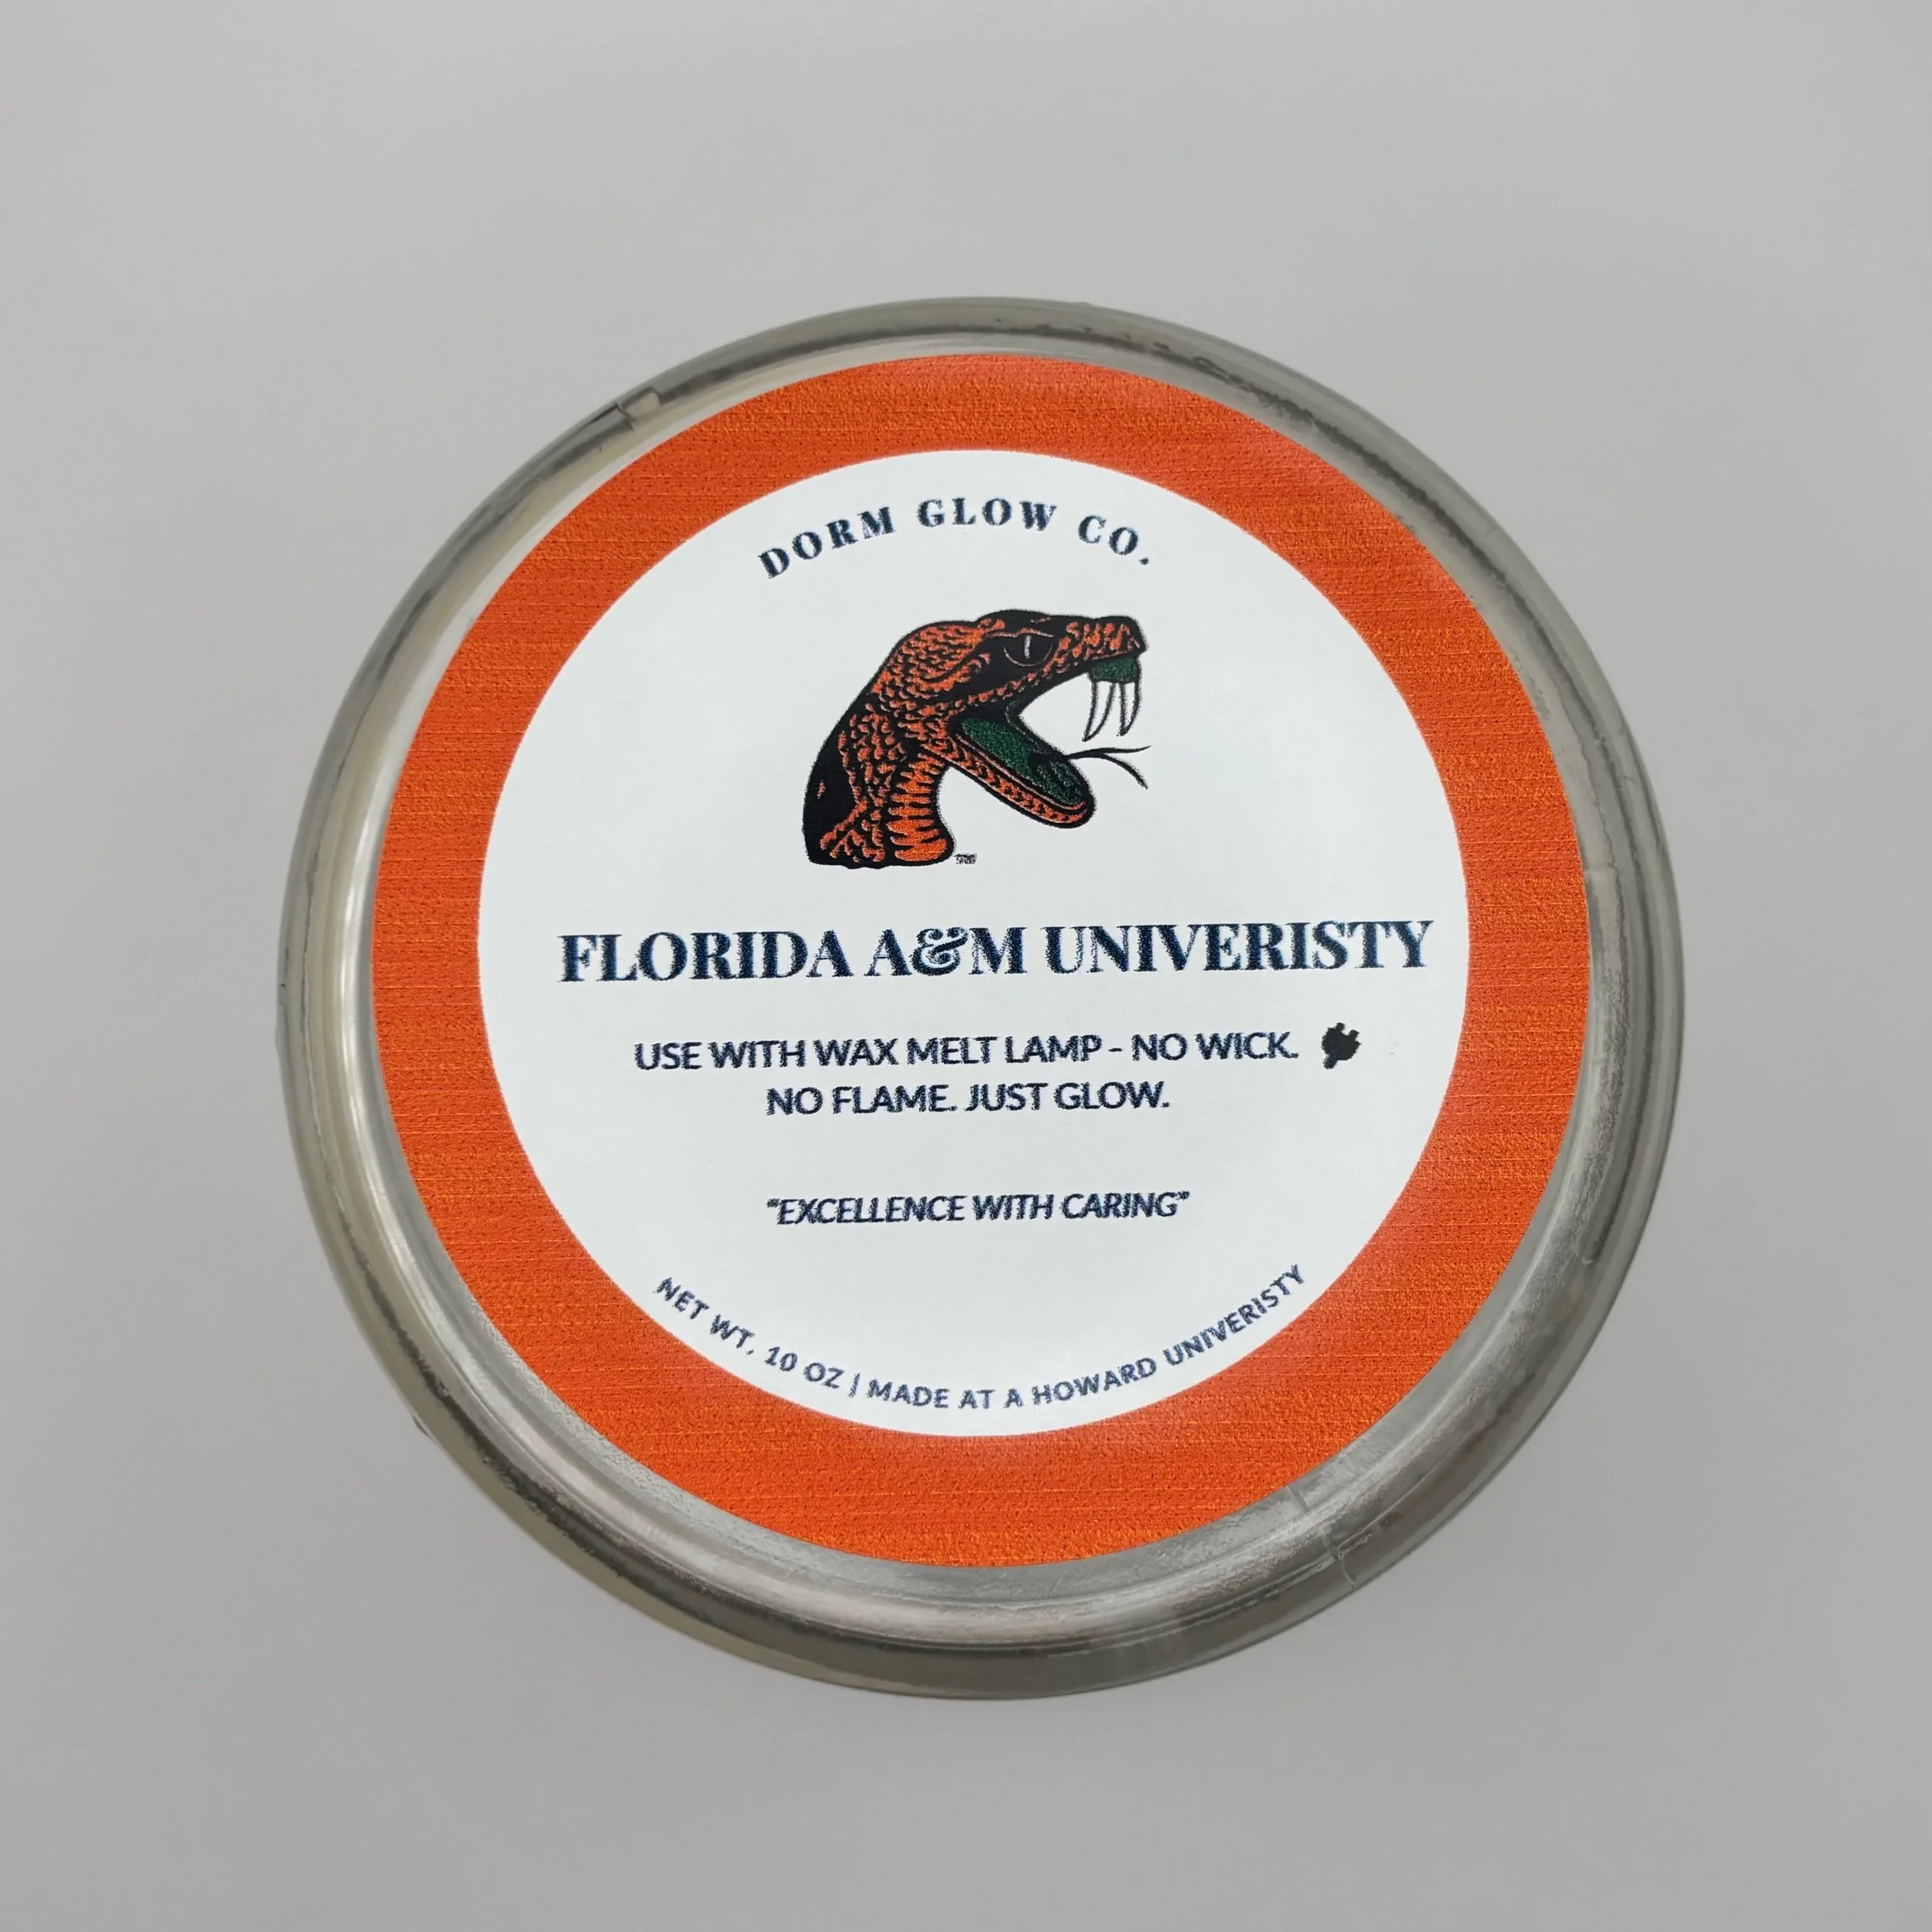 DORM GLOW CO.
TM
FLORIDA A&M UNIVERISTY
USE WITH WAX MELT LAMP - NO WICK.
NO FLAME. JUST GLOW.
"EXCELLENCE WITH CARING"
NET WT. 10 OZ | MADE AT A HOWARD UNIVERISTY